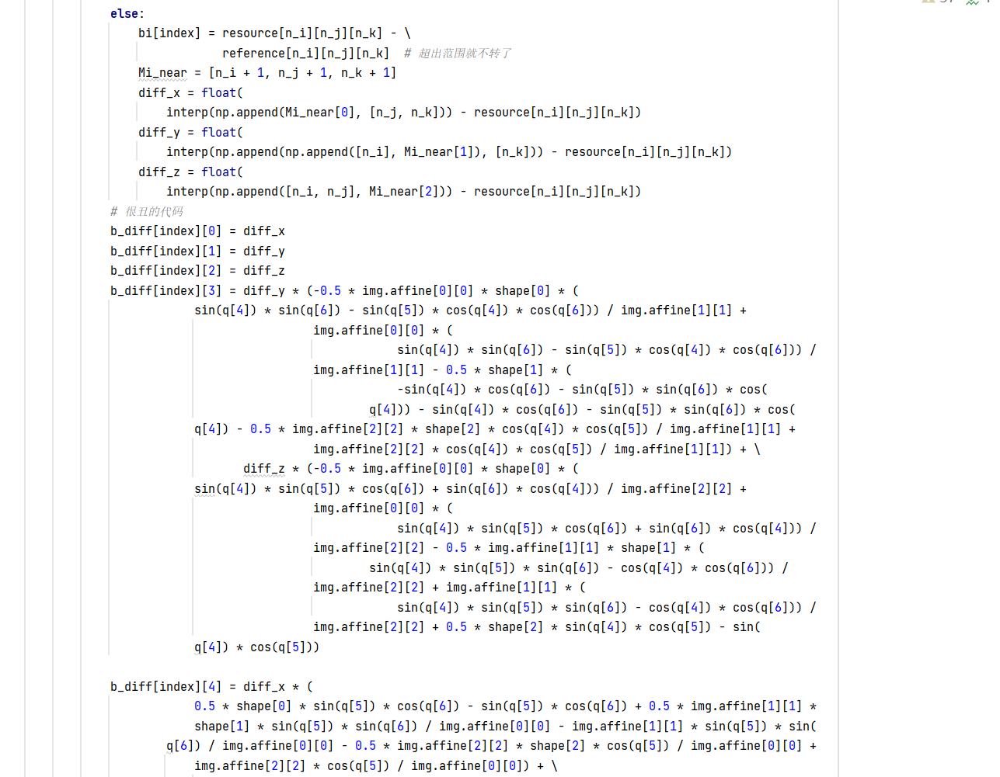 else:
bi[index] = resource[n_i][n_j][n_k] - \
reference[n_i][n_j][n_k]  # 超出范围就不转了
Mi_near = [n_i + 1, n_j + 1, n_k + 1]
diff_x = float(
interp(np.append(Mi_near[0], [n_j, n_k])) - resource[n_i][n_j][n_k])
diff_y = float(
interp(np.append(np.append([n_i], Mi_near[1]), [n_k])) - resource[n_i][n_j][n_k])
diff_z = float(
interp(np.append([n_i, n_j], Mi_near[2])) - resource[n_i][n_j][n_k])
# 很丑的代码
b_diff[index][0] = diff_x
b_diff[index][1] = diff_y
b_diff[index][2] = diff_z
b_diff[index][3] = diff_y * (-0.5 * img.affine[0][0] * shape[0] * (
sin(q[4]) * sin(q[6]) - sin(q[5]) * cos(q[4]) * cos(q[6])) / img.affine[1][1] +
img.affine[0][0] * (
sin(q[4]) * sin(q[6]) - sin(q[5]) * cos(q[4]) * cos(q[6])) /
img.affine[1][1] - 0.5 * shape[1] * (
-sin(q[4]) * cos(q[6]) - sin(q[5]) * sin(q[6]) * cos(
q[4])) - sin(q[4]) * cos(q[6]) - sin(q[5]) * sin(q[6]) * cos(
q[4]) - 0.5 * img.affine[2][2] * shape[2] * cos(q[4]) * cos(q[5]) / img.affine[1][1] +
img.affine[2][2] * cos(q[4]) * cos(q[5]) / img.affine[1][1]) + \
diff_z * (-0.5 * img.affine[0][0] * shape[0] * (
sin(q[4]) * sin(q[5]) * cos(q[6]) + sin(q[6]) * cos(q[4])) / img.affine[2][2] +
img.affine[0][0] * (
sin(q[4]) * sin(q[5]) * cos(q[6]) + sin(q[6]) * cos(q[4])) /
img.affine[2][2] - 0.5 * img.affine[1][1] * shape[1] * (
sin(q[4]) * sin(q[5]) * sin(q[6]) - cos(q[4]) * cos(q[6])) /
img.affine[2][2] + img.affine[1][1] * (
sin(q[4]) * sin(q[5]) * sin(q[6]) - cos(q[4]) * cos(q[6])) /
img.affine[2][2] + 0.5 * shape[2] * sin(q[4]) * cos(q[5]) - sin(
q[4]) * cos(q[5]))
b_diff[index][4] = diff_x * (
0.5 * shape[0] * sin(q[5]) * cos(q[6]) - sin(q[5]) * cos(q[6]) + 0.5 * img.affine[1][1] *
shape[1] * sin(q[5]) * sin(q[6]) / img.affine[0][0] - img.affine[1][1] * sin(q[5]) * sin(
q[6]) / img.affine[0][0] - 0.5 * img.affine[2][2] * shape[2] * cos(q[5]) / img.affine[0][0] +
img.affine[2][2] * cos(q[5]) / img.affine[0][0]) + \